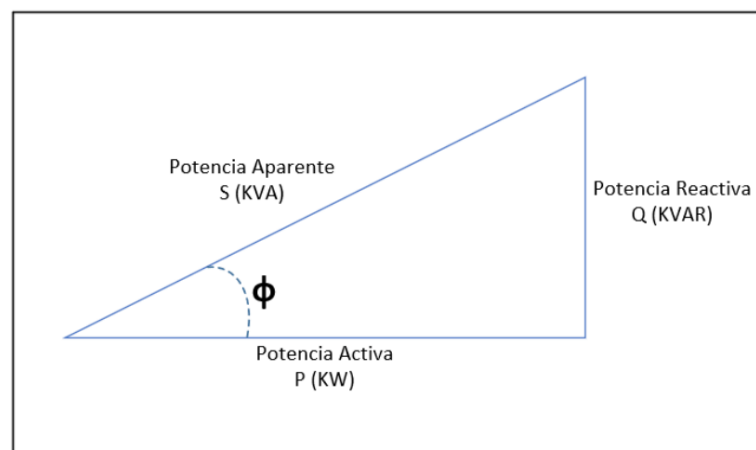 Potencia Aparente
S (KVA)
Potencia Reactiva
Q (KVAR)
ϕ
Potencia Activa
P (KW)